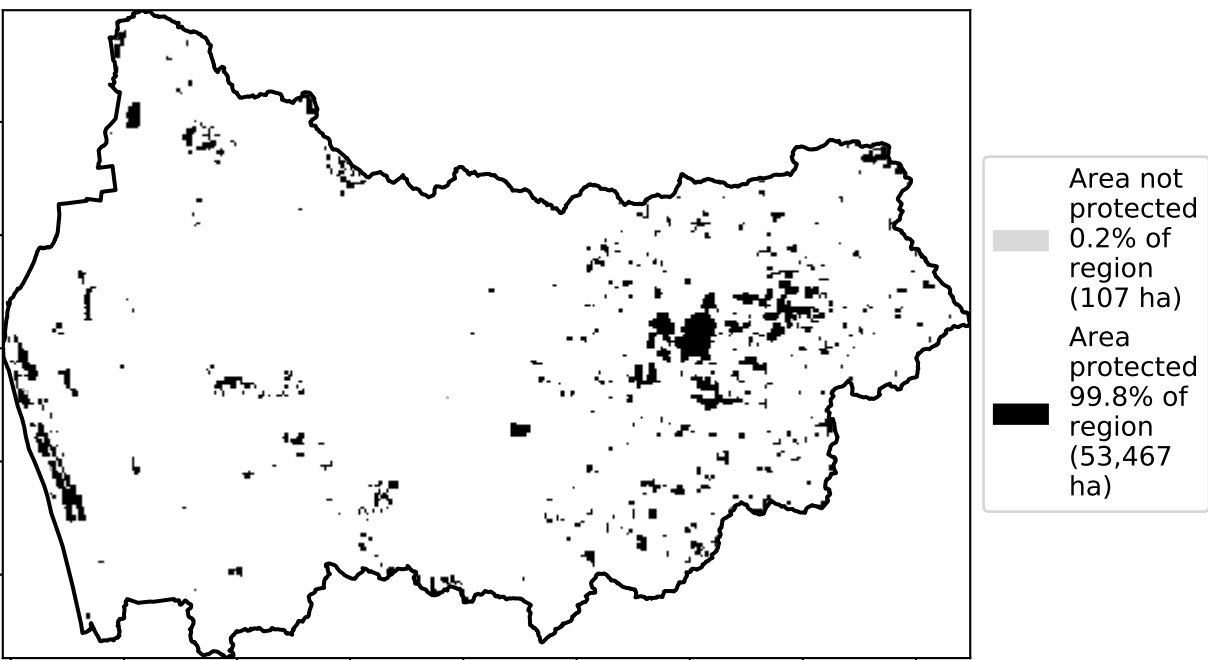 Area not
protected
0.2% of
region
(107 ha)
Area
protected
99.8% of
region
(53,467
ha)